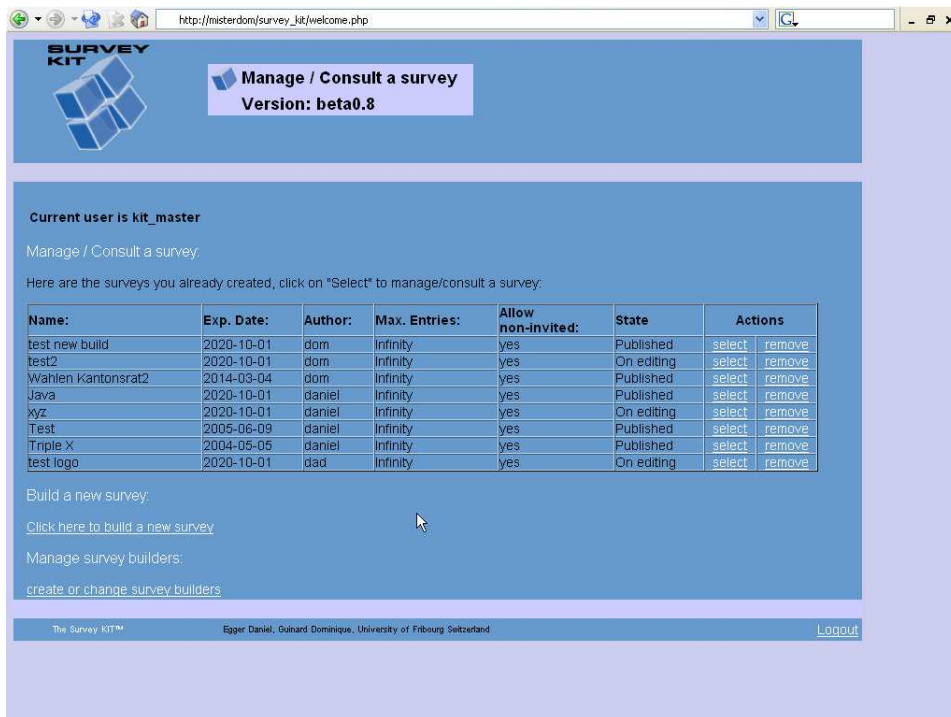 http://misterdom/survey_kit/welcome.php
G
SURVEY
KIT
Manage / Consult a survey
Version: beta0.8
Current user is kit_master
Manage / Consult a survey:
Here are the surveys you already created, click on "Select" to manage/consult a survey:
Name: Exp. Date: Author: Max. Entries: Allow non-invited: State Actions
test new build 2020-10-01 dom Infinity yes Published select remove
test2 2020-10-01 dom Infinity yes On editing select remove
Wahlen Kantonsrat2 2014-03-04 dom Infinity yes Published select remove
Java 2020-10-01 daniel Infinity yes Published select remove
xyz 2020-10-01 daniel Infinity yes On editing select remove
Test 2005-06-09 daniel Infinity yes Published select remove
Triple X 2004-05-05 daniel Infinity yes Published select remove
test logo 2020-10-01 dad Infinity yes On editing select remove
Build a new survey:
Click here to build a new survey
Manage survey builders:
create or change survey builders
The Survey KIT™ Egger Daniel, Guinard Dominique, University of Fribourg Switzerland Logout